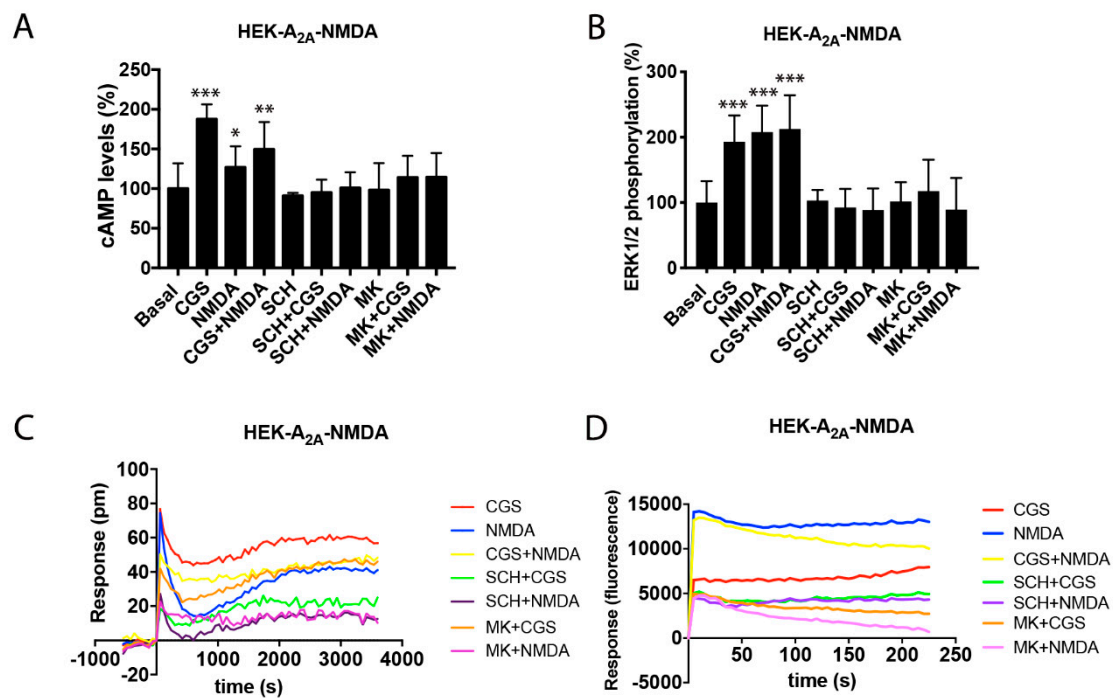 A
HEK-A2A-NMDA
cAMP levels (%)
250
200
150
100
50
0
***
*
**
Basal
CGS
NMDA
CGS+NMDA
SCH
SCH+CGS
SCH+NMDA
MK
MK+CGS
MK+NMDA
B
HEK-A2A-NMDA
ERK1/2 phosphorylation (%)
300
200
100
0
***
***
***
Basal
CGS
NMDA
CGS+NMDA
SCH
SCH+CGS
SCH+NMDA
MK
MK+CGS
MK+NMDA
C
HEK-A2A-NMDA
Response (pm)
100
80
60
40
20
-20
-1000
0
1000
2000
3000
4000
time (s)
CGS
NMDA
CGS+NMDA
SCH+CGS
SCH+NMDA
MK+CGS
MK+NMDA
D
HEK-A2A-NMDA
Response (fluorescence)
15000
10000
5000
0
-5000
50
100
150
200
250
time (s)
CGS
NMDA
CGS+NMDA
SCH+CGS
SCH+NMDA
MK+CGS
MK+NMDA